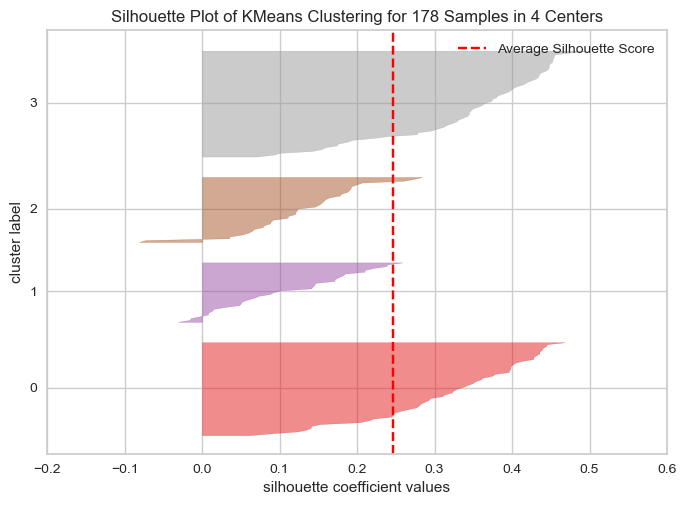 Silhouette Plot of KMeans Clustering for 178 Samples in 4 Centers
Average Silhouette Score
3
2
1
0
cluster label
−0.2 −0.1 0.0 0.1 0.2 0.3 0.4 0.5 0.6
silhouette coefficient values